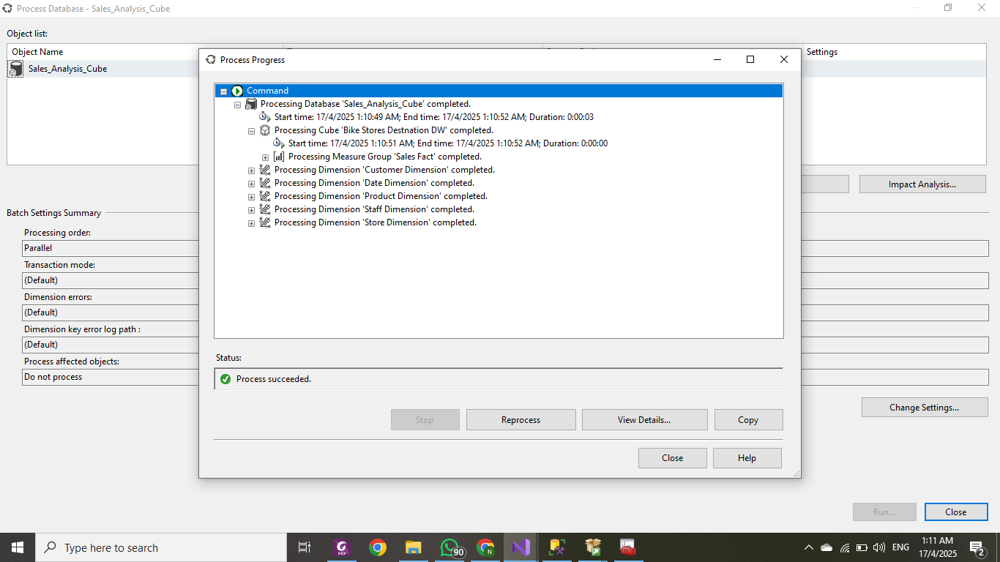 Process Database - Sales_Analysis_Cube
Object list:
Object Name
Settings
Sales_Analysis_Cube
Process Progress
Command
Processing Database 'Sales_Analysis_Cube' completed.
Start time: 17/4/2025 1:10:49 AM; End time: 17/4/2025 1:10:52 AM; Duration: 0:00:03
Processing Cube 'Bike Stores Destnation DW' completed.
Start time: 17/4/2025 1:10:51 AM; End time: 17/4/2025 1:10:52 AM; Duration: 0:00:00
Processing Measure Group 'Sales Fact' completed.
Processing Dimension 'Customer Dimension' completed.
Processing Dimension 'Date Dimension' completed.
Processing Dimension 'Product Dimension' completed.
Processing Dimension 'Staff Dimension' completed.
Processing Dimension 'Store Dimension' completed.
Impact Analysis...
Batch Settings Summary
Processing order:
Parallel
Transaction mode:
(Default)
Dimension errors:
(Default)
Dimension key error log path :
(Default)
Process affected objects:
Do not process
Status:
Process succeeded.
Stop
Reprocess
View Details...
Copy
Close
Help
Change Settings...
Run...
Close
Type here to search
PDF
90
N
ENG
1:11 AM
17/4/2025
2